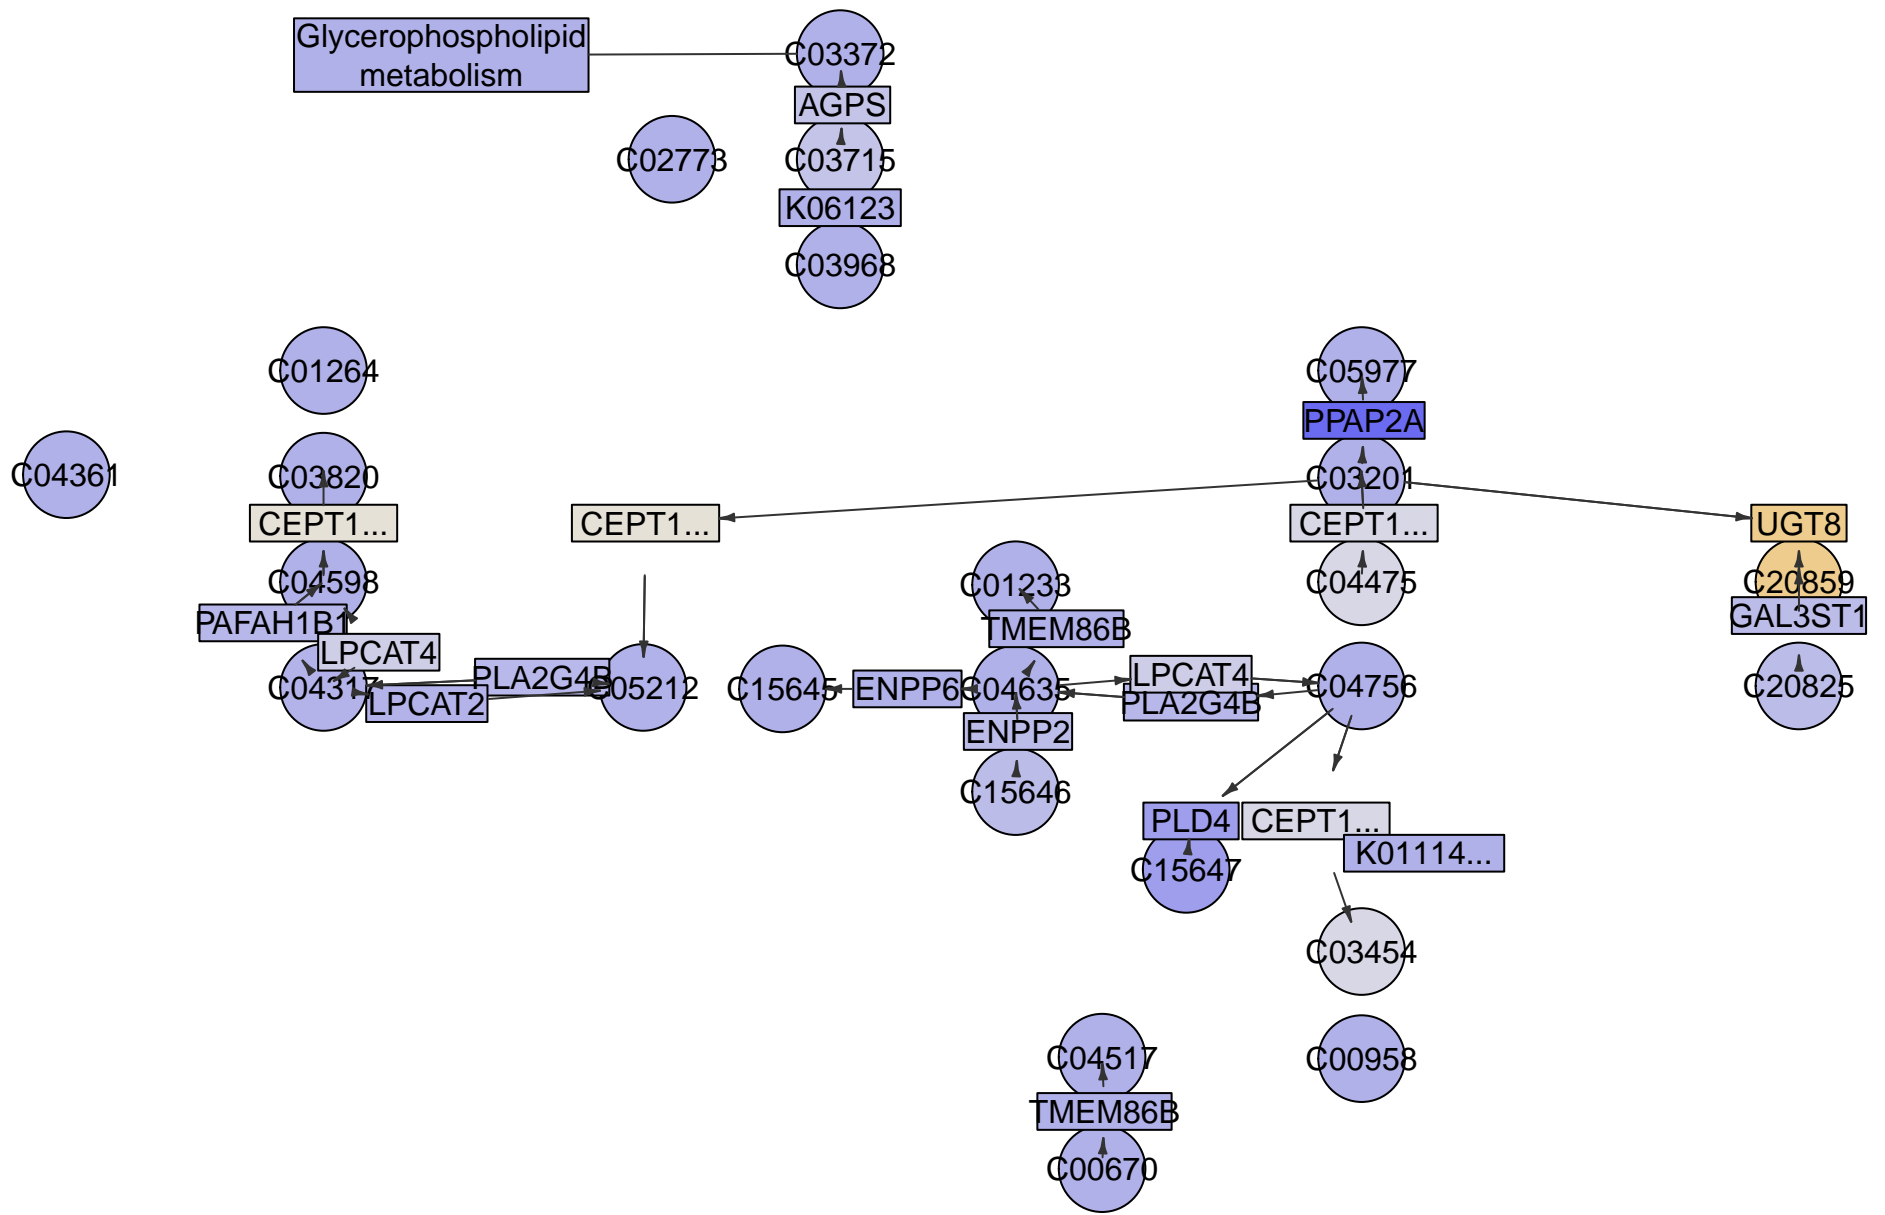 Glycerophospholipid
metabolism
C03372
AGPS
C02773
C03715
K06123
C03968
C01264
C05977
PPAP2A
C04361
C03820
C03201
CEPT1...
CEPT1...
CEPT1...
UGT8
C04598
C01233
C04475
C20859
PAFAH1B1
TMEM86B
GAL3ST1
LPCAT4
C04317
PLA2G4B
LPCAT2
C05212
C15645
ENPP6
C04635
LPCAT4
PLA2G4B
C04756
C20825
ENPP2
C15646
PLD4
CEPT1...
K01114...
C15647
C03454
C04517
C00958
TMEM86B
C00670